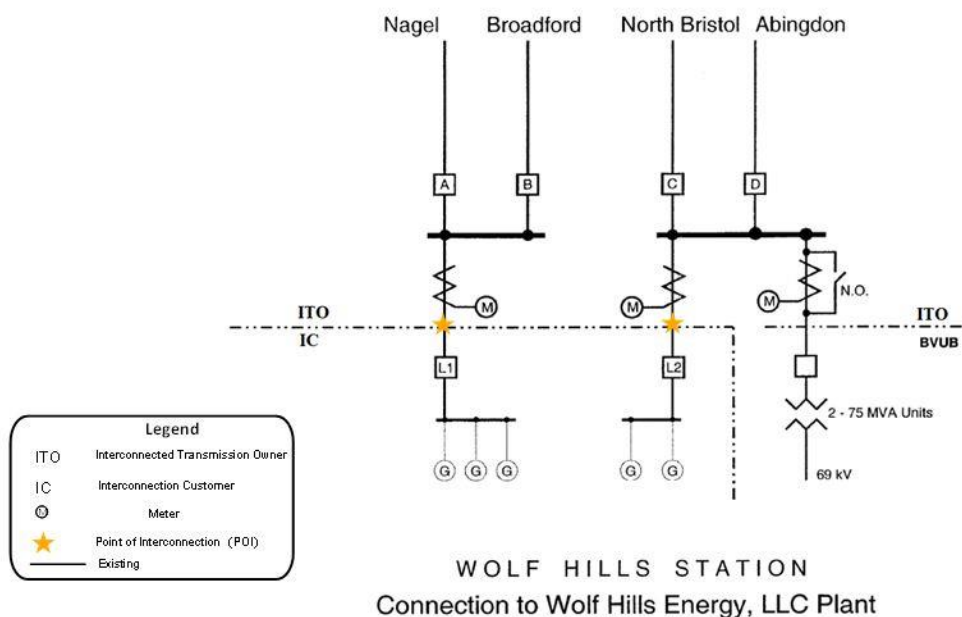 Nagel Broadford North Bristol Abingdon
A B C D
M M M N.O.
ITO ITO
IC BVUB
L1 L2
2 - 75 MVA Units
G G G G G
69 kV
Legend
ITO Interconnected Transmission Owner
IC Interconnection Customer
M Meter
Point of Interconnection (POI)
Existing
WOLF HILLS STATION
Connection to Wolf Hills Energy, LLC Plant